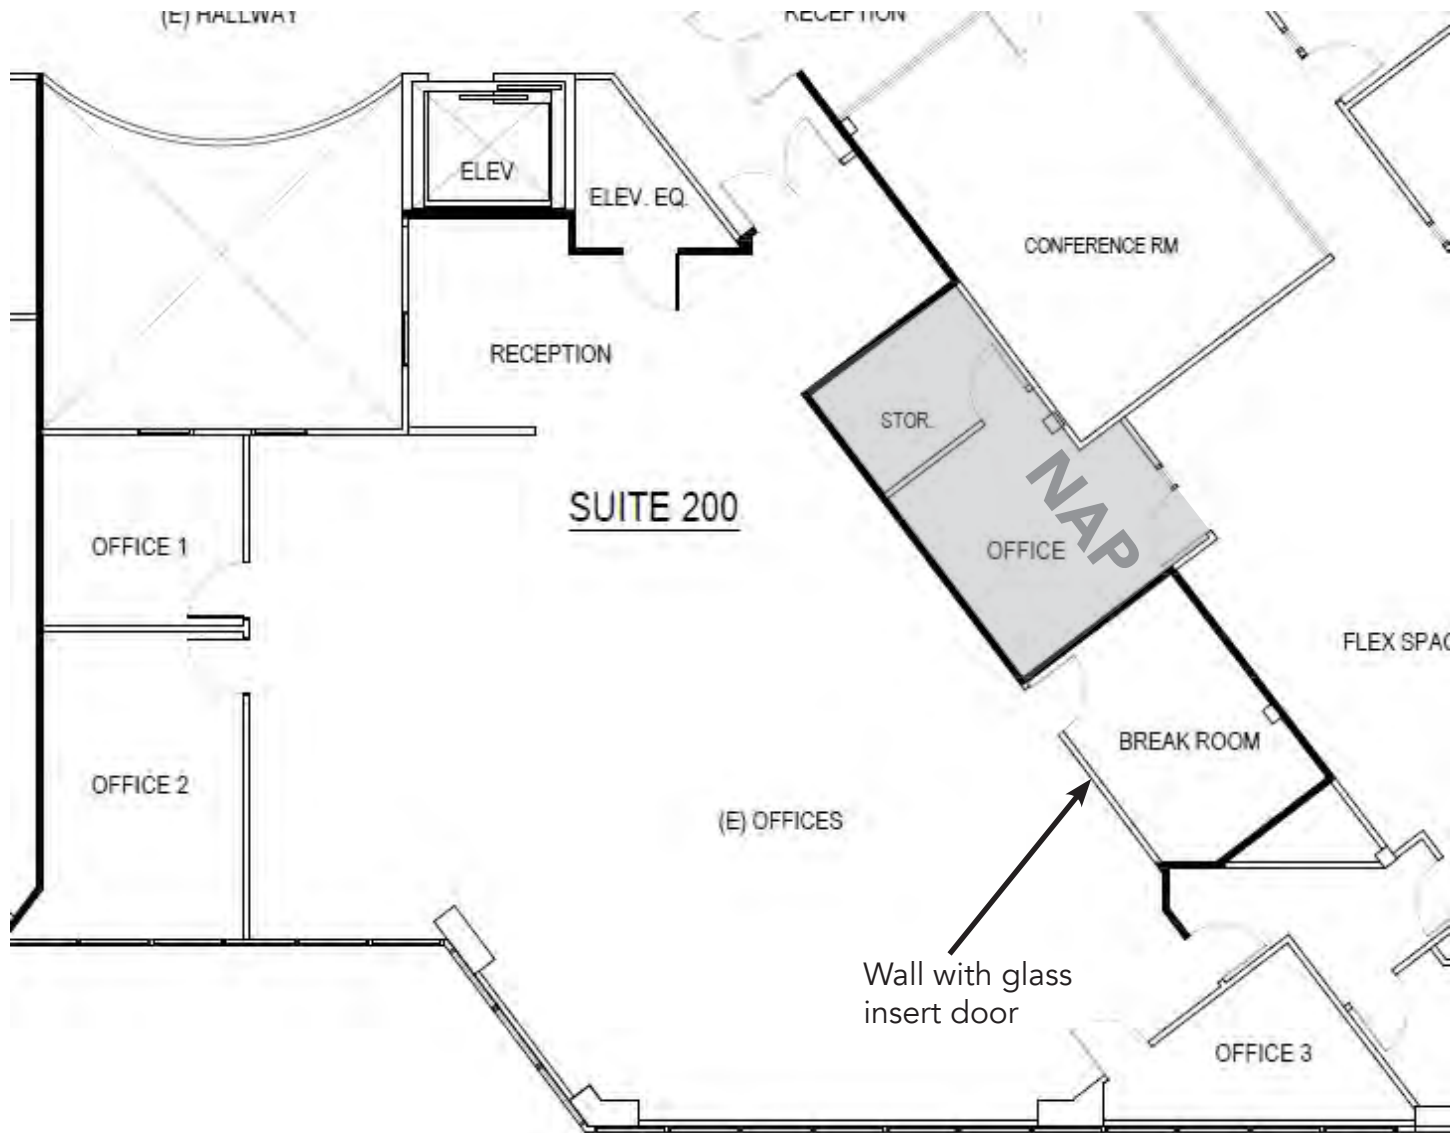 (E) HALLWAY
RECEPTION
ELEV
ELEV. EQ.
CONFERENCE RM
RECEPTION
STOR.
SUITE 200
NAP
OFFICE 1
OFFICE
FLEX SPAC
BREAK ROOM
OFFICE 2
(E) OFFICES
Wall with glass
insert door
OFFICE 3